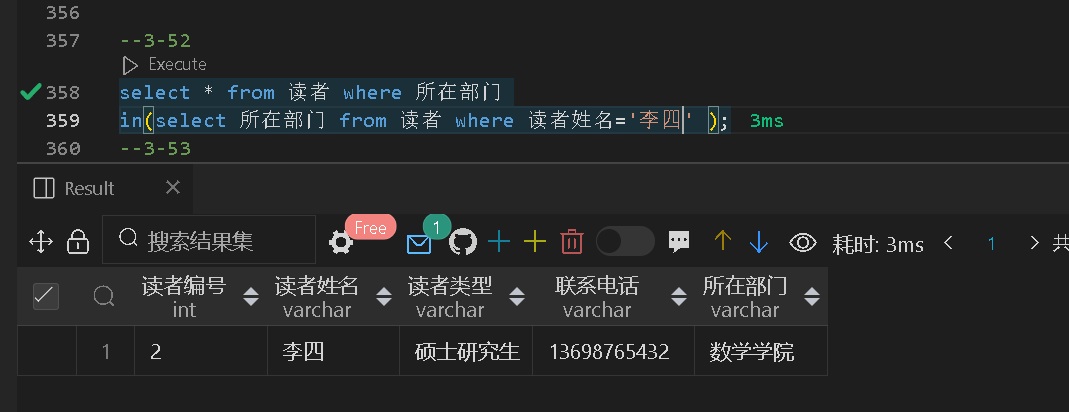 356
357 --3-52
Execute
358 select * from 读者 where 所在部门
359 in(select 所在部门 from 读者 where 读者姓名='李四' ); 3ms
360 --3-53
Result
搜索结果集 Free 1 耗时: 3ms 1 共
读者编号 读者姓名 读者类型 联系电话 所在部门
int varchar varchar varchar varchar
1 2 李四 硕士研究生 13698765432 数学学院